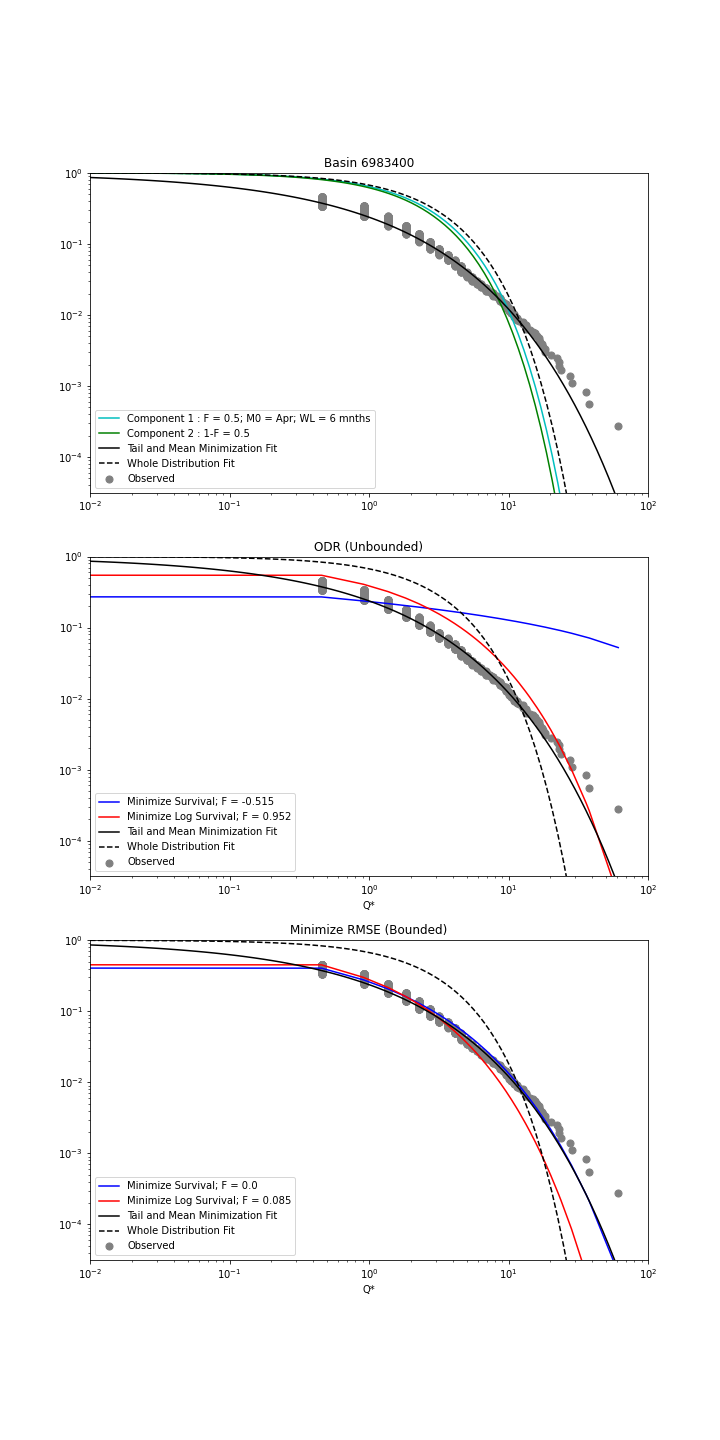 Basin 6983400
10⁰
10⁻¹
10⁻²
10⁻³
10⁻⁴
Component 1 : F = 0.5; M0 = Apr; WL = 6 mnths
Component 2 : 1-F = 0.5
Tail and Mean Minimization Fit
Whole Distribution Fit
Observed
10⁻² 10⁻¹ 10⁰ 10¹ 10²
ODR (Unbounded)
10⁰
10⁻¹
10⁻²
10⁻³
10⁻⁴
Minimize Survival; F = -0.515
Minimize Log Survival; F = 0.952
Tail and Mean Minimization Fit
Whole Distribution Fit
Observed
10⁻² 10⁻¹ 10⁰ 10¹ 10²
Q*
Minimize RMSE (Bounded)
10⁰
10⁻¹
10⁻²
10⁻³
10⁻⁴
Minimize Survival; F = 0.0
Minimize Log Survival; F = 0.085
Tail and Mean Minimization Fit
Whole Distribution Fit
Observed
10⁻² 10⁻¹ 10⁰ 10¹ 10²
Q*